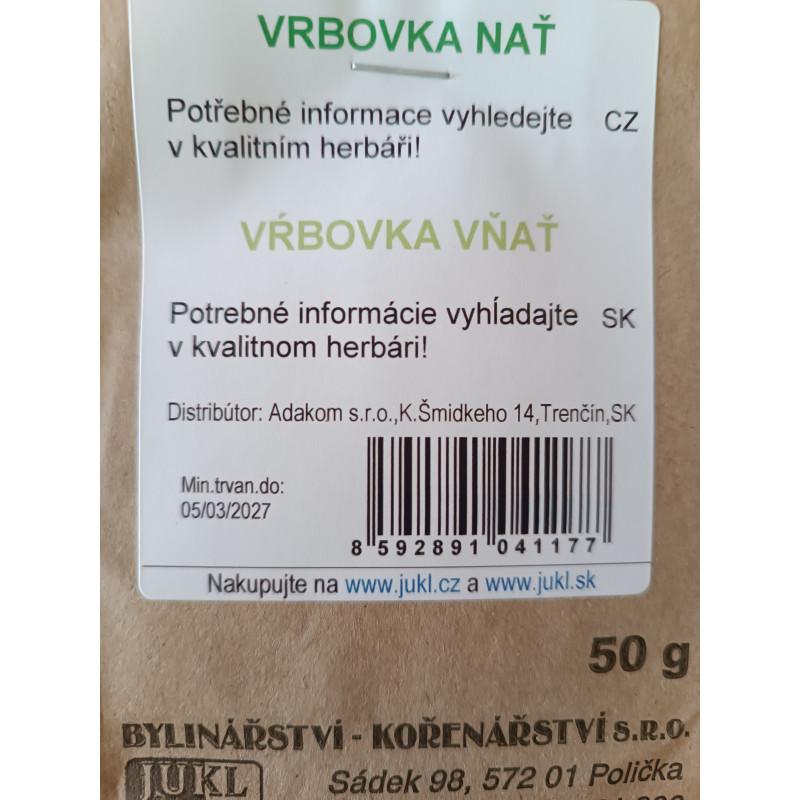 VRBOVKA NAŤ
Potřebné informace vyhledejte CZ
v kvalitním herbáři!
VŔBOVKA VŇAŤ
Potrebné informácie vyhĺadajte SK
v kvalitnom herbári!
Distribútor: Adakom s.r.o.,K.Šmidkeho 14,Trenčín,SK
Min.trvan.do:
05/03/2027
8 592891 041177
Nakupujte na www.jukl.cz a www.jukl.sk
50 g
BYLINÁŘSTVÍ - KOŘENÁŘSTVÍ s.r.o.
JUKL
Sádek 98, 572 01 Polička